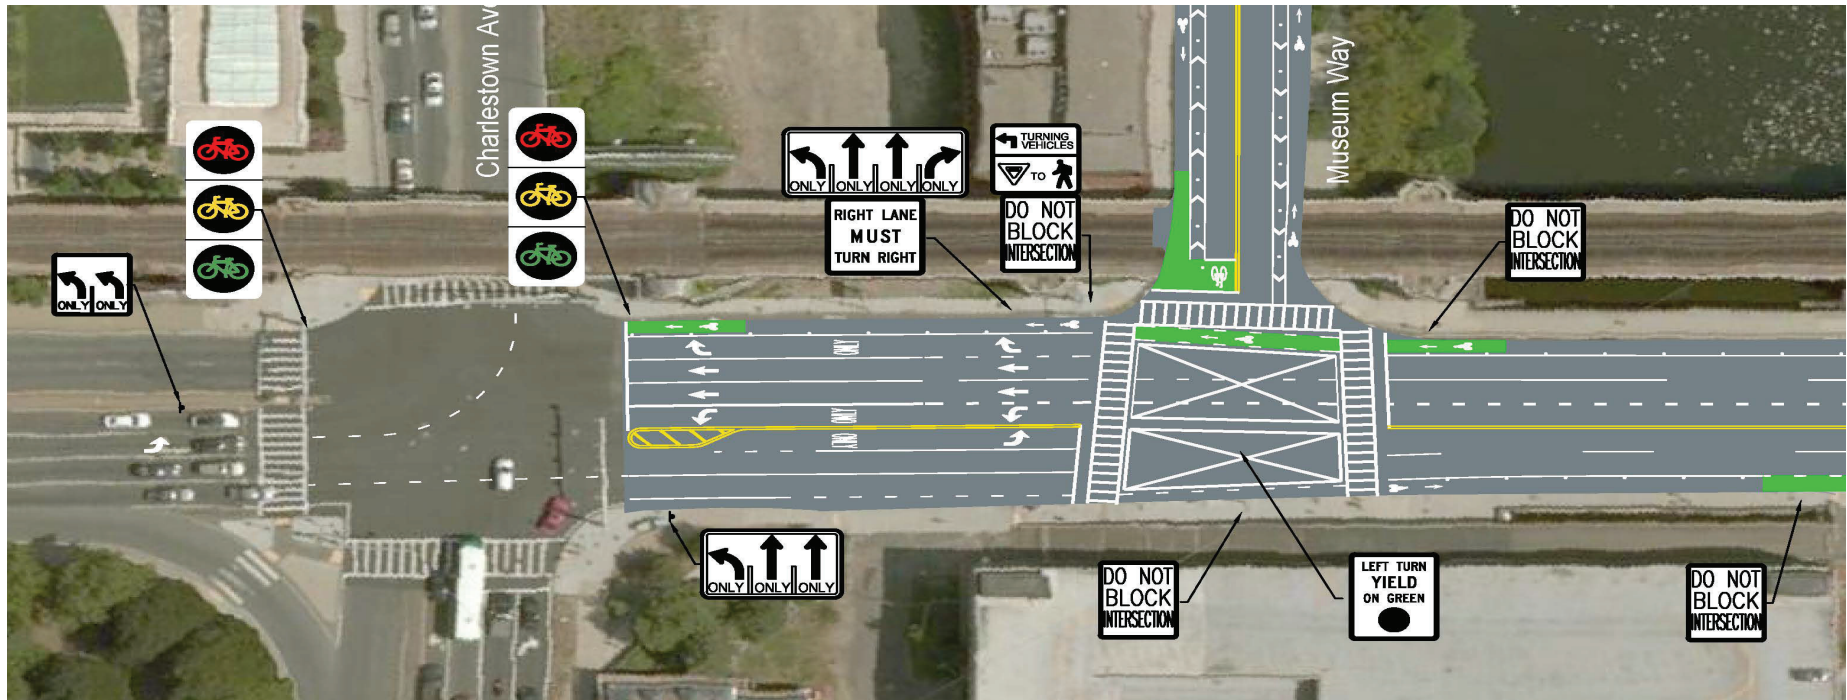 Charlestown Ave
Museum Way
ONLY ONLY
ONLY ONLY ONLY ONLY
RIGHT LANE
MUST
TURN RIGHT
TURNING
VEHICLES
TO
DO NOT
BLOCK
INTERSECTION
DO NOT
BLOCK
INTERSECTION
ONLY
ONLY
ONLY
ONLY ONLY ONLY
DO NOT
BLOCK
INTERSECTION
LEFT TURN
YIELD
ON GREEN
DO NOT
BLOCK
INTERSECTION